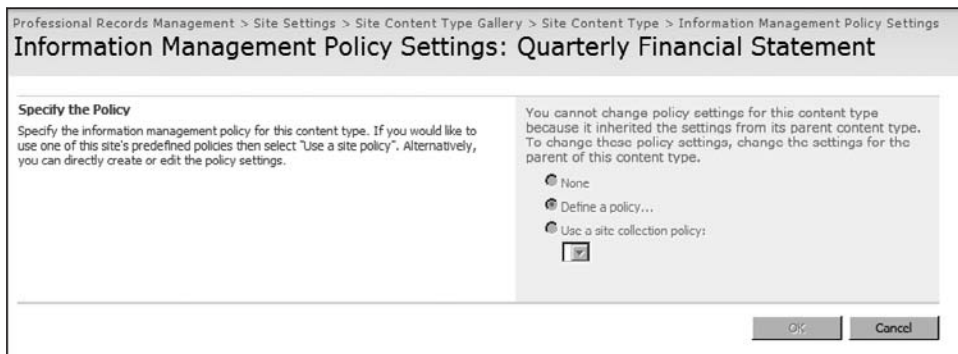 Professional Records Management > Site Settings > Site Content Type Gallery > Site Content Type > Information Management Policy Settings
Information Management Policy Settings: Quarterly Financial Statement
Specify the Policy
Specify the information management policy for this content type. If you would like to
use one of this site's predefined policies then select "Use a site policy". Alternatively,
you can directly create or edit the policy settings.
You cannot change policy settings for this content type
because it inherited the settings from its parent content type.
To change these policy settings, change the settings for the
parent of this content type.
None
Define a policy...
Use a site collection policy:
OK
Cancel